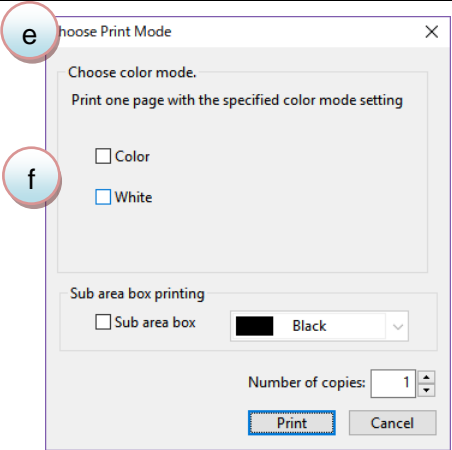 e
hoose Print Mode
Choose color mode.
Print one page with the specified color mode setting
Color
f
White
Sub area box printing
Sub area box
Black
Number of copies: 1
Print Cancel